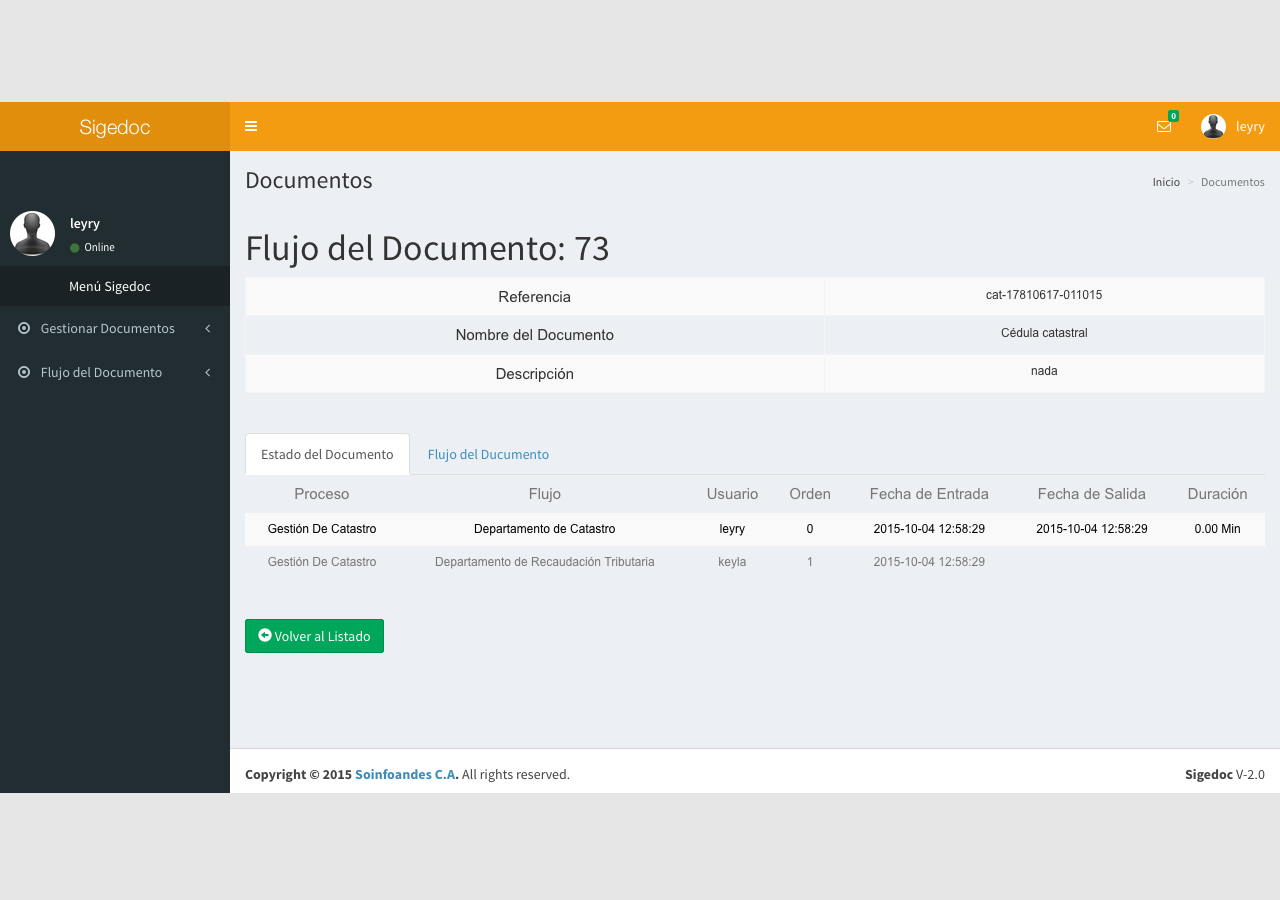 Sigedoc
0
leyry
Documentos
Inicio > Documentos
leyry
Online
Menú Sigedoc
Gestionar Documentos
Flujo del Documento
Flujo del Documento: 73
Referencia cat-17810617-011015
Nombre del Documento Cédula catastral
Descripción nada
Estado del Documento Flujo del Ducumento
Proceso Flujo Usuario Orden Fecha de Entrada Fecha de Salida Duración
Gestión De Catastro Departamento de Catastro leyry 0 2015-10-04 12:58:29 2015-10-04 12:58:29 0.00 Min
Gestión De Catastro Departamento de Recaudación Tributaria keyla 1 2015-10-04 12:58:29
Volver al Listado
Copyright © 2015 Soinfoandes C.A. All rights reserved. Sigedoc V-2.0